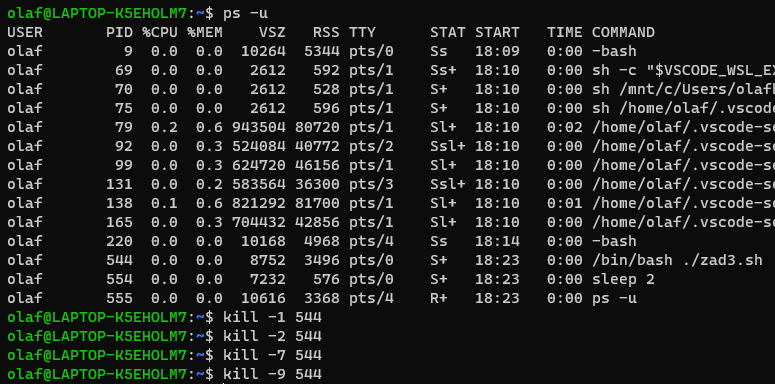 olaf@LAPTOP-K5EHOLM7:~$ ps -u
USER       PID %CPU %MEM    VSZ   RSS TTY      STAT START   TIME COMMAND
olaf         9  0.0  0.0  10264  5344 pts/0    Ss   18:09   0:00 -bash
olaf        69  0.0  0.0   2612   592 pts/1    Ss+  18:10   0:00 sh -c "$VSCODE_WSL_EX
olaf        70  0.0  0.0   2612   528 pts/1    S+   18:10   0:00 sh /mnt/c/Users/olaf
olaf        75  0.0  0.0   2612   596 pts/1    S+   18:10   0:00 sh /home/olaf/.vscod
olaf        79  0.2  0.6 943504 80720 pts/1    Sl+  18:10   0:02 /home/olaf/.vscode-se
olaf        92  0.0  0.3 524084 40772 pts/2    Ssl+ 18:10   0:00 /home/olaf/.vscode-se
olaf        99  0.0  0.3 624720 46156 pts/1    Sl+  18:10   0:00 /home/olaf/.vscode-se
olaf       131  0.0  0.2 583564 36300 pts/3    Ssl+ 18:10   0:00 /home/olaf/.vscode-se
olaf       138  0.1  0.6 821292 81700 pts/1    Sl+  18:10   0:01 /home/olaf/.vscode-se
olaf       165  0.0  0.3 704432 42856 pts/1    Sl+  18:10   0:00 /home/olaf/.vscode-se
olaf       220  0.0  0.0  10168  4968 pts/4    Ss   18:14   0:00 -bash
olaf       544  0.0  0.0   8752  3496 pts/0    S+   18:23   0:00 /bin/bash ./zad3.sh
olaf       554  0.0  0.0   7232   576 pts/0    S+   18:23   0:00 sleep 2
olaf       555  0.0  0.0  10616  3368 pts/4    R+   18:23   0:00 ps -u
olaf@LAPTOP-K5EHOLM7:~$ kill -1 544
olaf@LAPTOP-K5EHOLM7:~$ kill -2 544
olaf@LAPTOP-K5EHOLM7:~$ kill -7 544
olaf@LAPTOP-K5EHOLM7:~$ kill -9 544